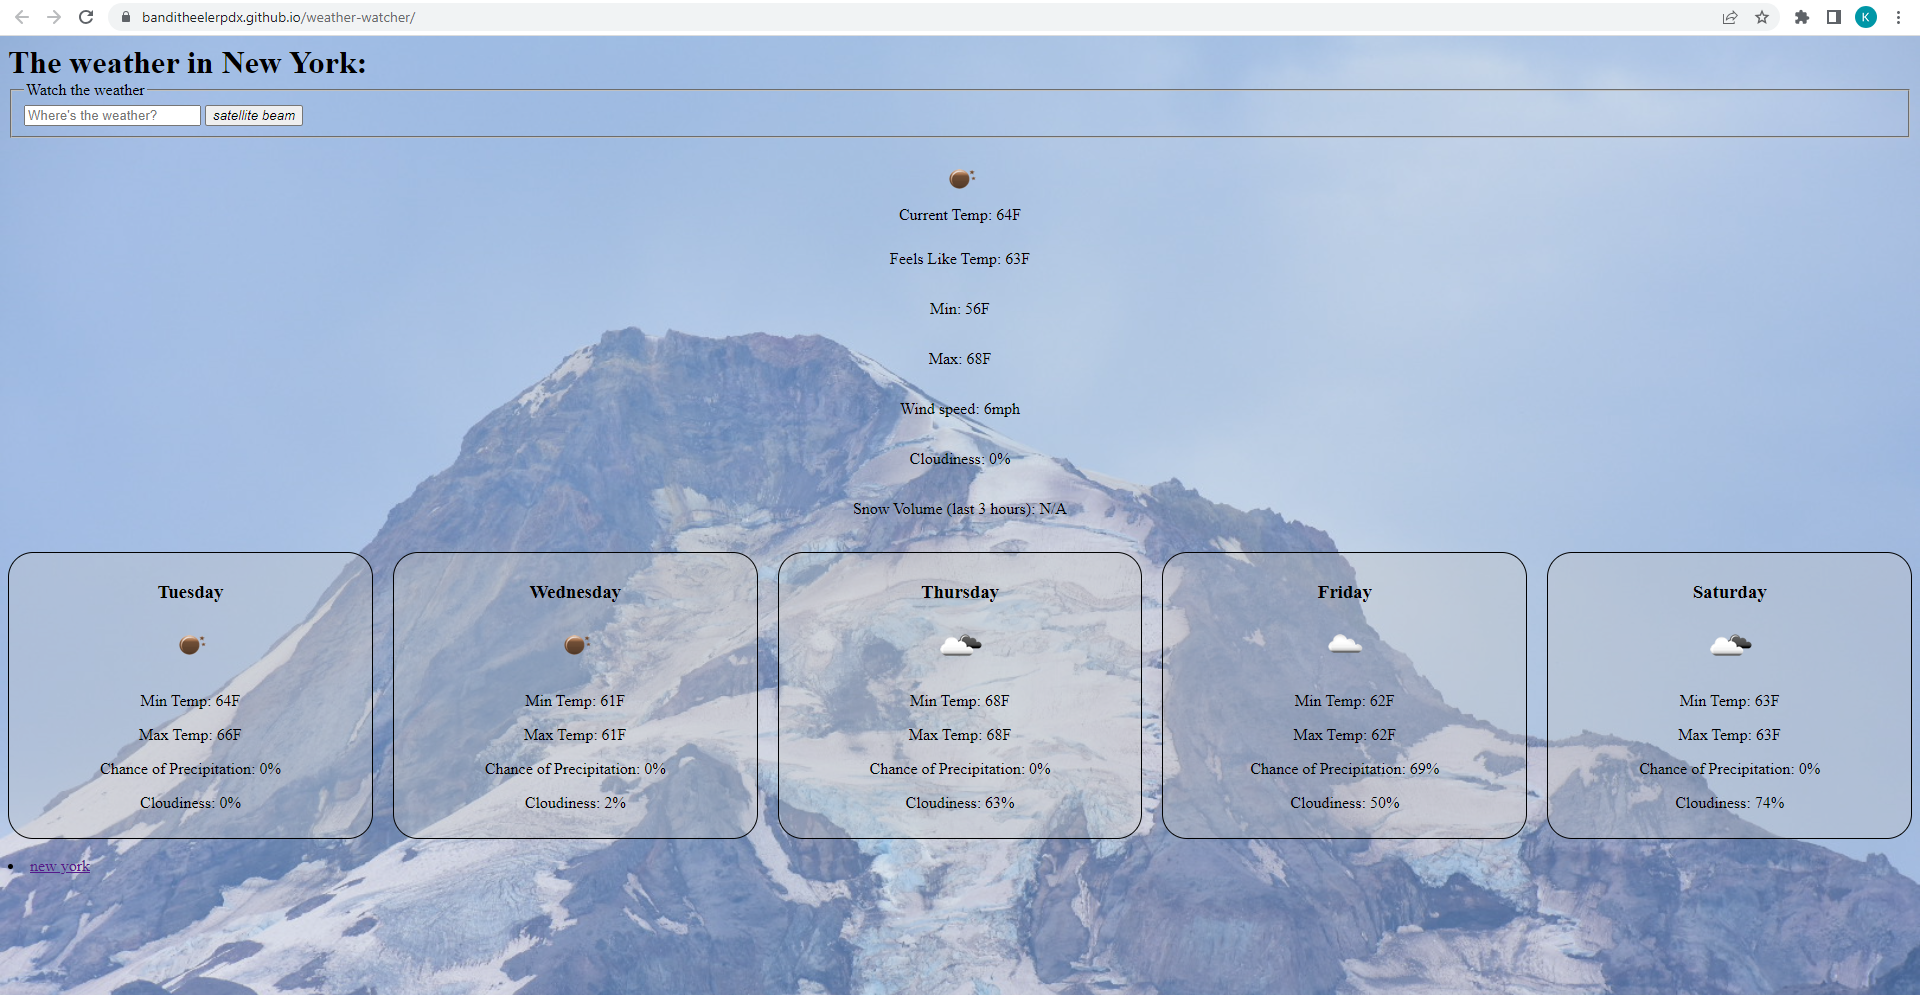 banditheelerpdx.github.io/weather-watcher/
K
The weather in New York:
Watch the weather
Where's the weather? satellite beam
Current Temp: 64F
Feels Like Temp: 63F
Min: 56F
Max: 68F
Wind speed: 6mph
Cloudiness: 0%
Snow Volume (last 3 hours): N/A
Tuesday
Min Temp: 64F
Max Temp: 66F
Chance of Precipitation: 0%
Cloudiness: 0%
Wednesday
Min Temp: 61F
Max Temp: 61F
Chance of Precipitation: 0%
Cloudiness: 2%
Thursday
Min Temp: 68F
Max Temp: 68F
Chance of Precipitation: 0%
Cloudiness: 63%
Friday
Min Temp: 62F
Max Temp: 62F
Chance of Precipitation: 69%
Cloudiness: 50%
Saturday
Min Temp: 63F
Max Temp: 63F
Chance of Precipitation: 0%
Cloudiness: 74%
new york